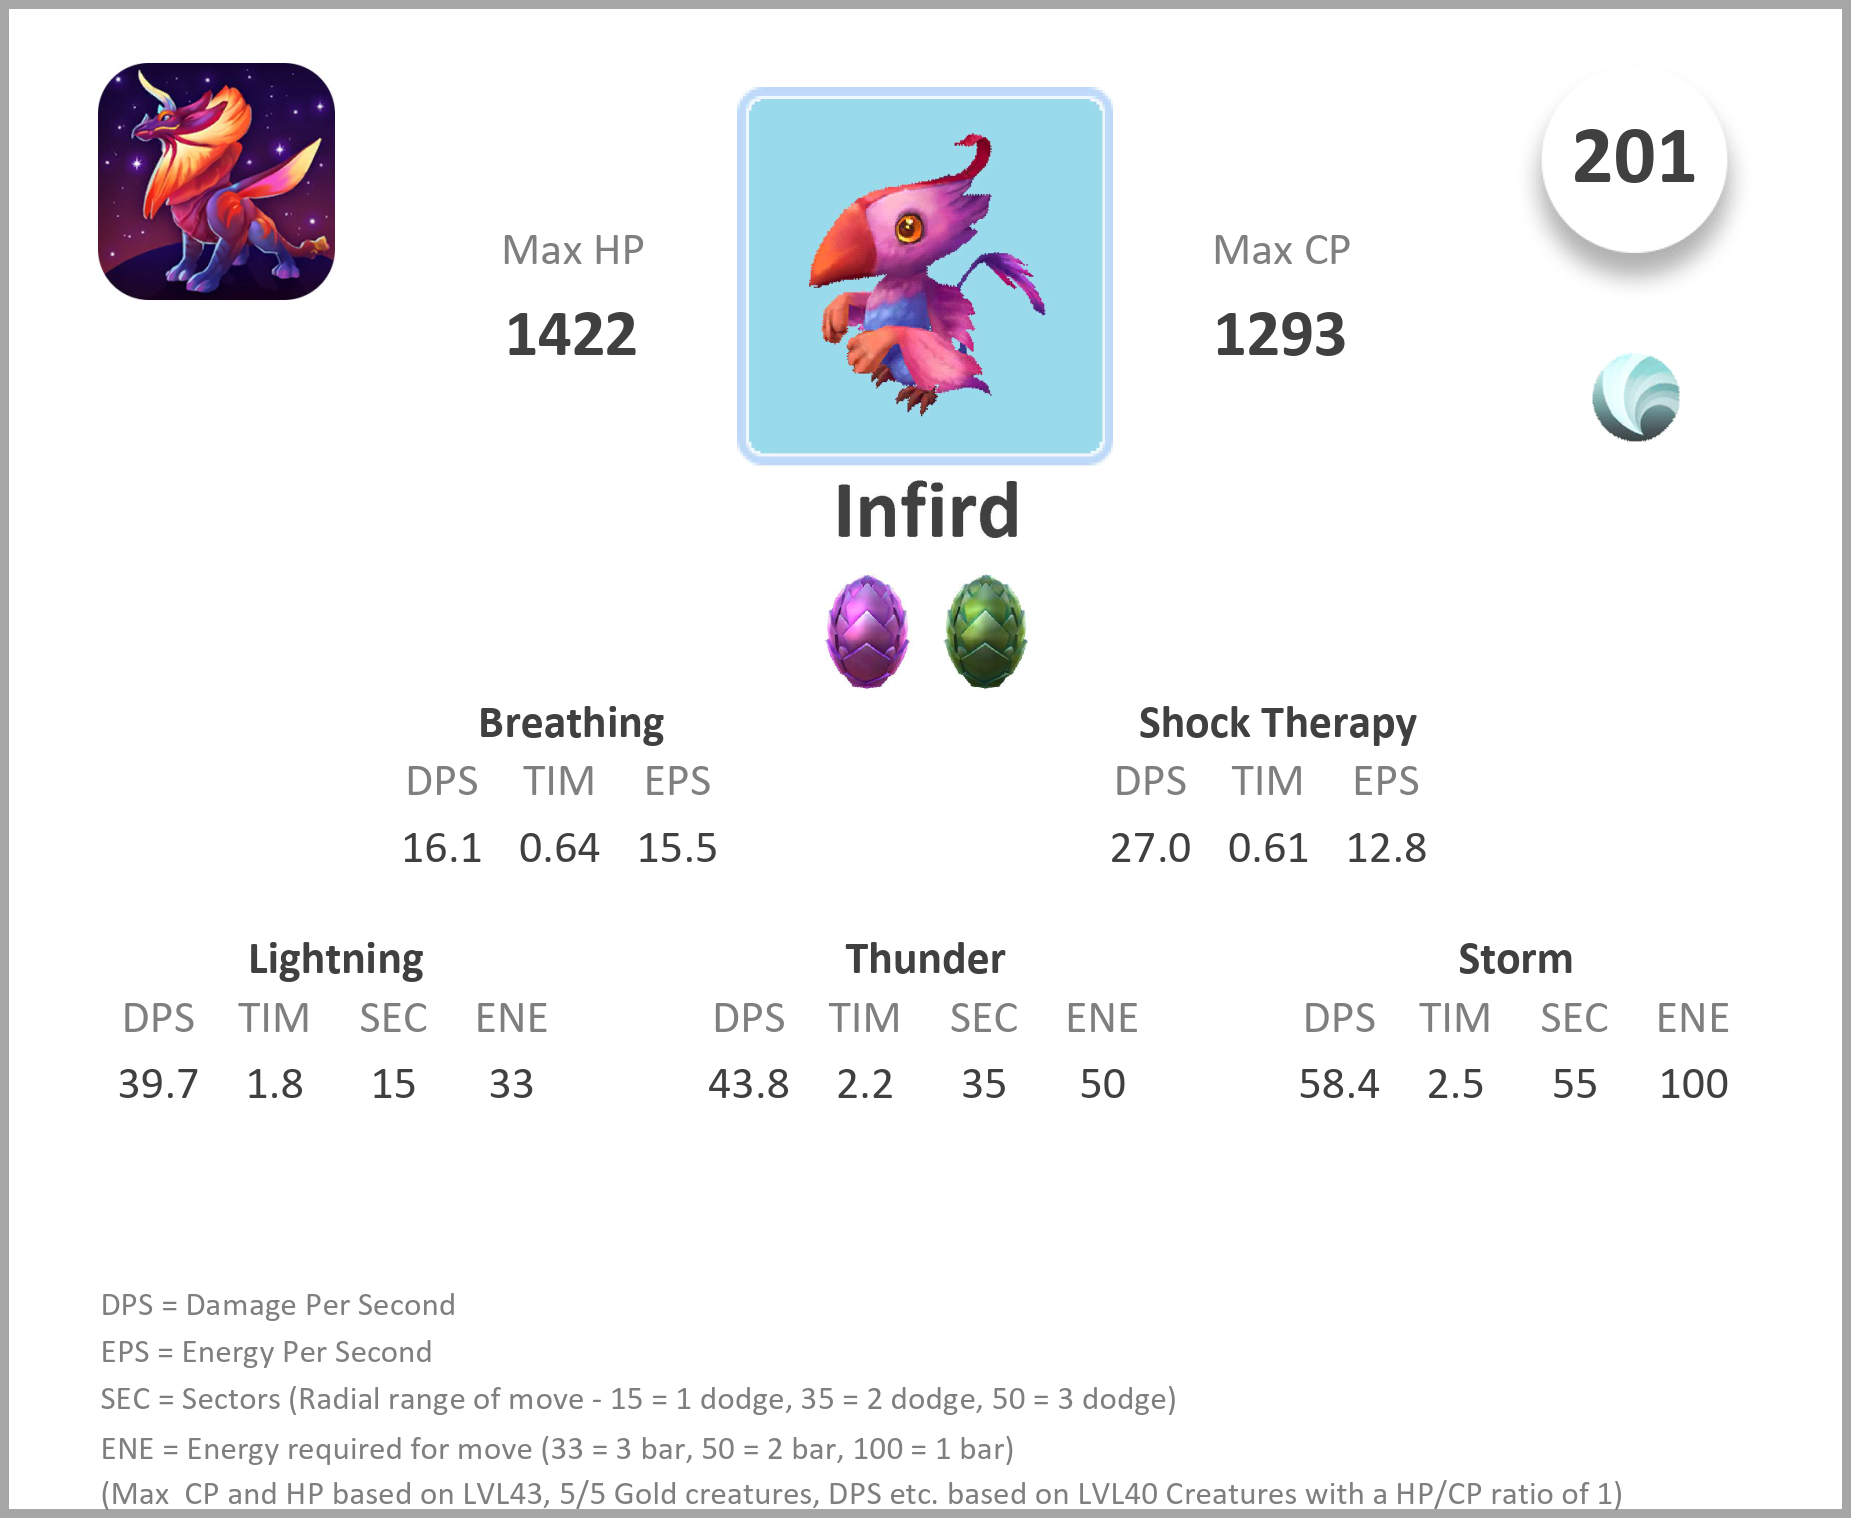 201
Max HP
Max CP
1422
1293
Infird
Breathing
Shock Therapy
DPS TIM EPS
DPS TIM EPS
16.1 0.64 15.5
27.0 0.61 12.8
Lightning
Thunder
Storm
DPS TIM SEC ENE
DPS TIM SEC ENE
DPS TIM SEC ENE
39.7 1.8 15 33
43.8 2.2 35 50
58.4 2.5 55 100
DPS = Damage Per Second
EPS = Energy Per Second
SEC = Sectors (Radial range of move - 15 = 1 dodge, 35 = 2 dodge, 50 = 3 dodge)
ENE = Energy required for move (33 = 3 bar, 50 = 2 bar, 100 = 1 bar)
(Max  CP and HP based on LVL43, 5/5 Gold creatures, DPS etc. based on LVL40 Creatures with a HP/CP ratio of 1)